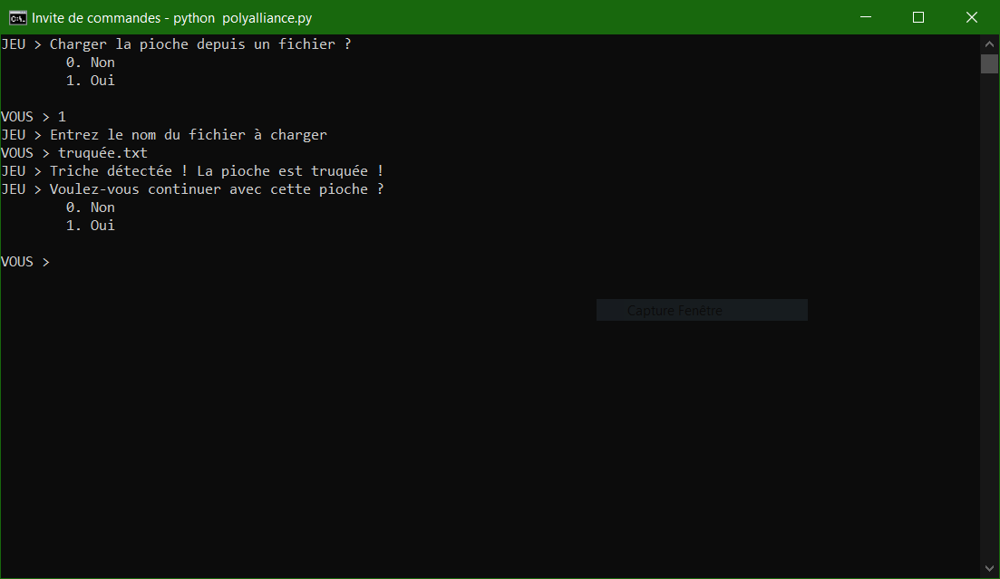 Invite de commandes - python  polyalliance.py
JEU > Charger la pioche depuis un fichier ?
        0. Non
        1. Oui
VOUS > 1
JEU > Entrez le nom du fichier à charger
VOUS > truquée.txt
JEU > Triche détectée ! La pioche est truquée !
JEU > Voulez-vous continuer avec cette pioche ?
        0. Non
        1. Oui
VOUS >
Capture Fenêtre